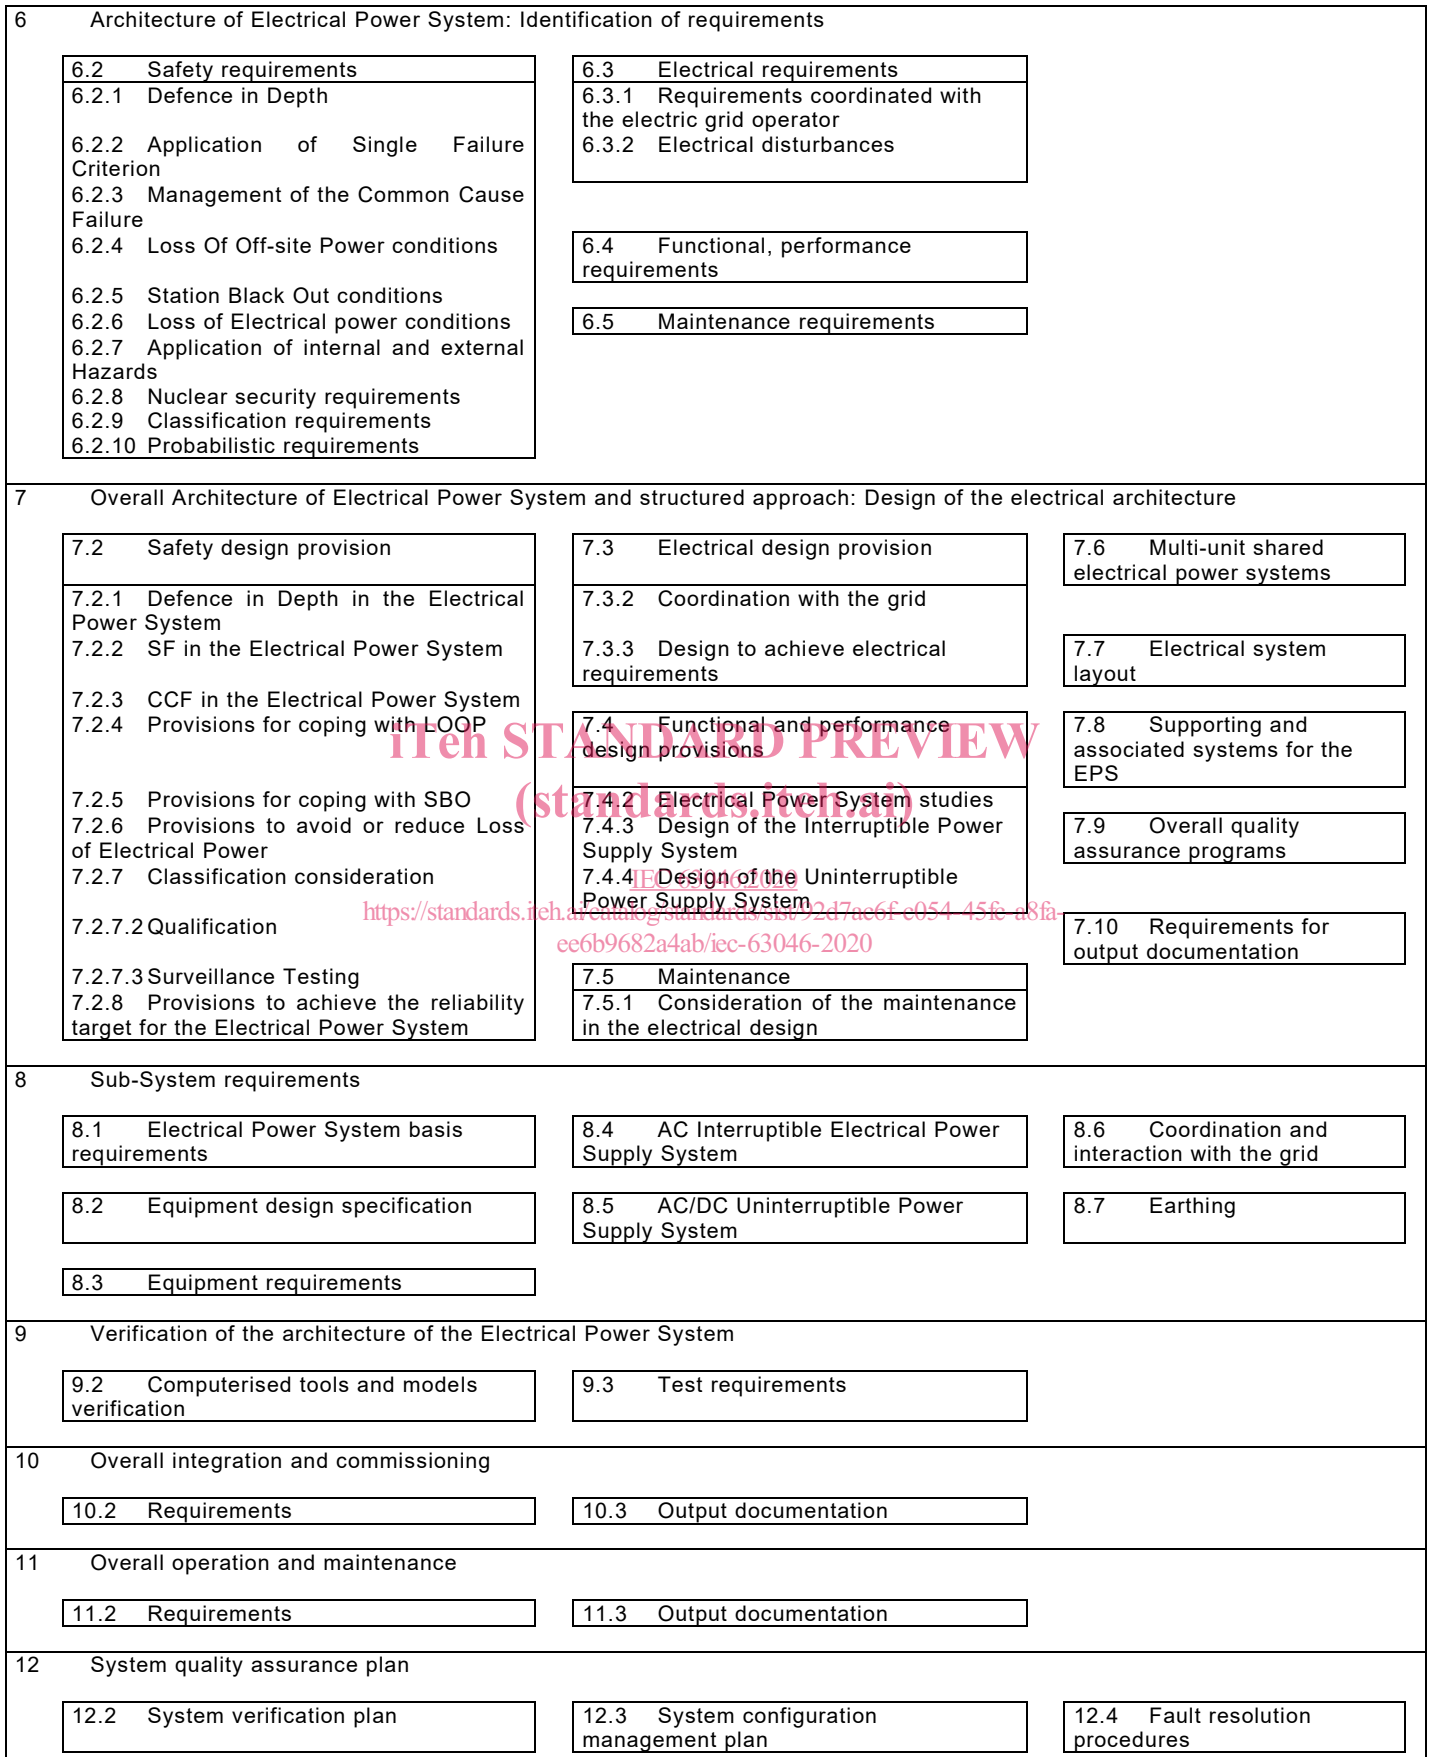 6 Architecture of Electrical Power System: Identification of requirements
6.2 Safety requirements
6.2.1 Defence in Depth
6.2.2 Application of Single Failure
Criterion
6.2.3 Management of the Common Cause
Failure
6.2.4 Loss Of Off-site Power conditions
6.2.5 Station Black Out conditions
6.2.6 Loss of Electrical power conditions
6.2.7 Application of internal and external
Hazards
6.2.8 Nuclear security requirements
6.2.9 Classification requirements
6.2.10 Probabilistic requirements
6.3 Electrical requirements
6.3.1 Requirements coordinated with
the electric grid operator
6.3.2 Electrical disturbances
6.4 Functional, performance
requirements
6.5 Maintenance requirements
7 Overall Architecture of Electrical Power System and structured approach: Design of the electrical architecture
7.2 Safety design provision
7.2.1 Defence in Depth in the Electrical
Power System
7.2.2 SF in the Electrical Power System
7.2.3 CCF in the Electrical Power System
7.2.4 Provisions for coping with LOOP
7.2.5 Provisions for coping with SBO
7.2.6 Provisions to avoid or reduce Loss
of Electrical Power
7.2.7 Classification consideration
7.2.7.2 Qualification
7.2.7.3 Surveillance Testing
7.2.8 Provisions to achieve the reliability
target for the Electrical Power System
7.3 Electrical design provision
7.3.2 Coordination with the grid
7.3.3 Design to achieve electrical
requirements
7.4 Functional and performance
design provisions
7.4.2 Electrical Power System studies
7.4.3 Design of the Interruptible Power
Supply System
7.4.4 Design of the Uninterruptible
Power Supply System
7.5 Maintenance
7.5.1 Consideration of the maintenance
in the electrical design
7.6 Multi-unit shared
electrical power systems
7.7 Electrical system
layout
7.8 Supporting and
associated systems for the
EPS
7.9 Overall quality
assurance programs
7.10 Requirements for
output documentation
iTeh STANDARD PREVIEW
(standards.iteh.ai)
IEC 63046:2020
https://standards.iteh.ai/catalog/standards/sist/92d7ae6f-c054-45fc-a8fa-
ee6b9682a4ab/iec-63046-2020
8 Sub-System requirements
8.1 Electrical Power System basis
requirements
8.2 Equipment design specification
8.3 Equipment requirements
8.4 AC Interruptible Electrical Power
Supply System
8.5 AC/DC Uninterruptible Power
Supply System
8.6 Coordination and
interaction with the grid
8.7 Earthing
9 Verification of the architecture of the Electrical Power System
9.2 Computerised tools and models
verification
9.3 Test requirements
10 Overall integration and commissioning
10.2 Requirements
10.3 Output documentation
11 Overall operation and maintenance
11.2 Requirements
11.3 Output documentation
12 System quality assurance plan
12.2 System verification plan
12.3 System configuration
management plan
12.4 Fault resolution
procedures